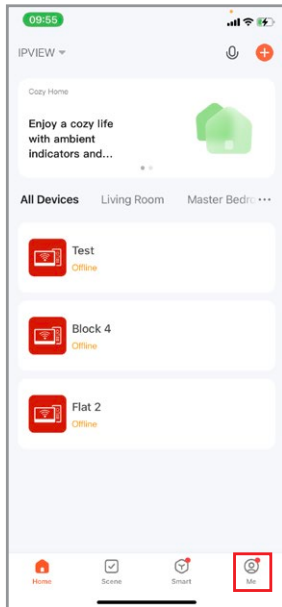 09:55
IPVIEW
Cozy Home
Enjoy a cozy life
with ambient
indicators and...
All Devices Living Room Master Bedro
Test
Offline
Block 4
Offline
Flat 2
Offline
Home Scene Smart Me